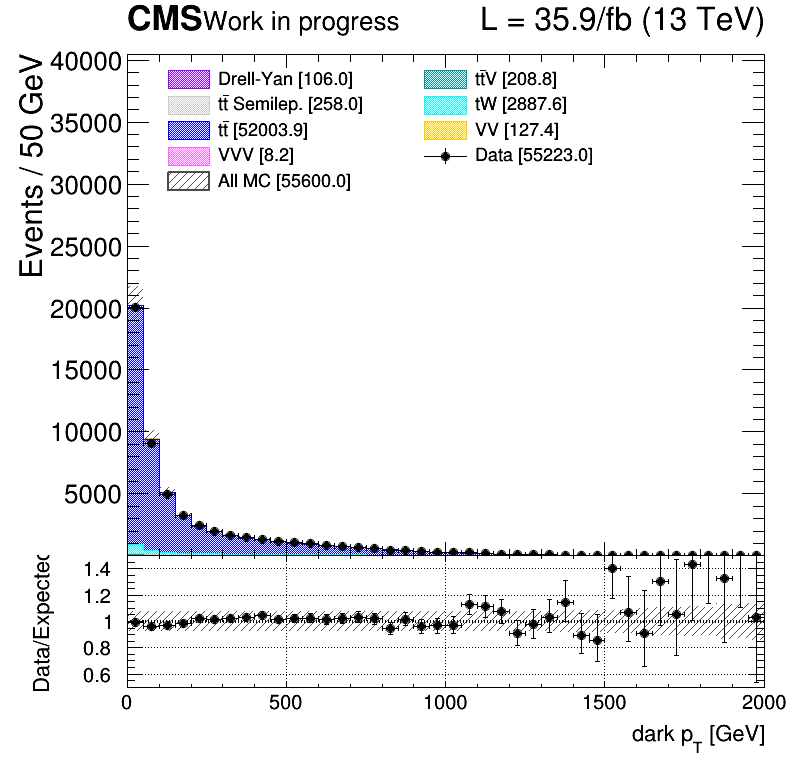 CMS Work in progress L = 35.9/fb (13 TeV)
Events / 50 GeV
40000
35000
30000
25000
20000
15000
10000
5000
Drell-Yan [106.0]
tt̄ Semilep. [258.0]
tt̄ [52003.9]
VVV [8.2]
All MC [55600.0]
tt̄V [208.8]
tW [2887.6]
VV [127.4]
Data [55223.0]
Data/Expected
1.4
1.2
1
0.8
0.6
0 500 1000 1500 2000
dark p_T [GeV]